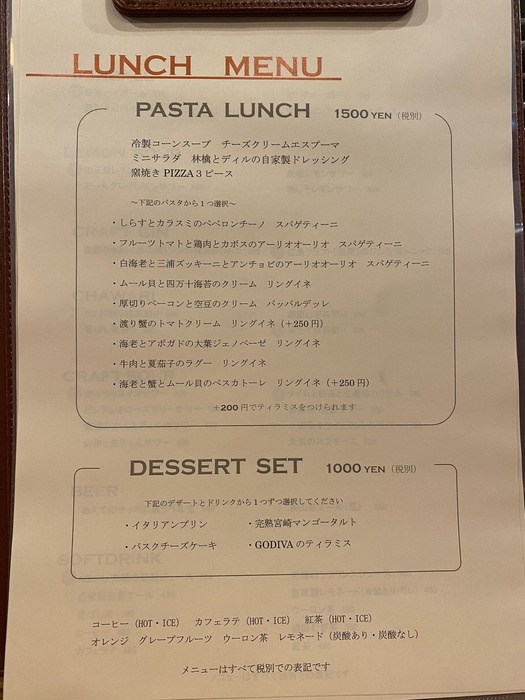 LUNCH MENU
PASTA LUNCH 1500 YEN (税別)
冷製コーンスープ チーズクリームエスプーマ
ミニサラダ 林檎とディルの自家製ドレッシング
窯焼き PIZZA 3 ピース
~下記のパスタから1つ選択~
・しらすとカラスミのペペロンチーノ スパゲティーニ
・フルーツトマトと鶏肉とカボスのアーリオオーリオ スパゲティーニ
・白海老と三浦ズッキーニとアンチョビのアーリオオーリオ スパゲティーニ
・ムール貝と四万十海苔のクリーム リングイネ
・厚切りベーコンと空豆のクリーム パッパルデッレ
・渡り蟹のトマトクリーム リングイネ (+250円)
・海老とアボガドの大葉ジェノベーゼ リングイネ
・牛肉と夏茄子のラグー リングイネ
・海老と蟹とムール貝のペスカトーレ リングイネ (+250円)
+200円でティラミスをつけられます
DESSERT SET 1000 YEN (税別)
下記のデザートとドリンクから1つずつ選択してください
・イタリアンプリン ・完熟宮崎マンゴータルト
・バスクチーズケーキ ・GODIVAのティラミス
コーヒー (HOT・ICE) カフェラテ (HOT・ICE) 紅茶 (HOT・ICE)
オレンジ グレープフルーツ ウーロン茶 レモネード (炭酸あり・炭酸なし)
メニューはすべて税別での表記です